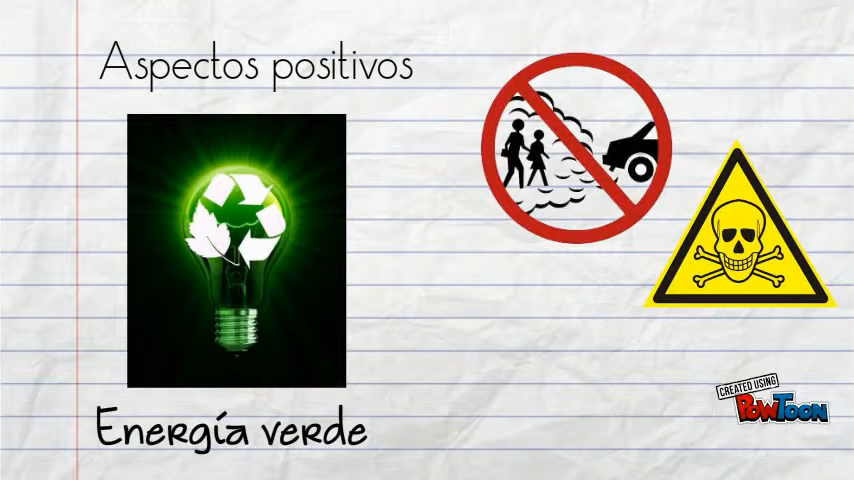 Aspectos positivos
Energía verde
CREATED USING
POWTOON